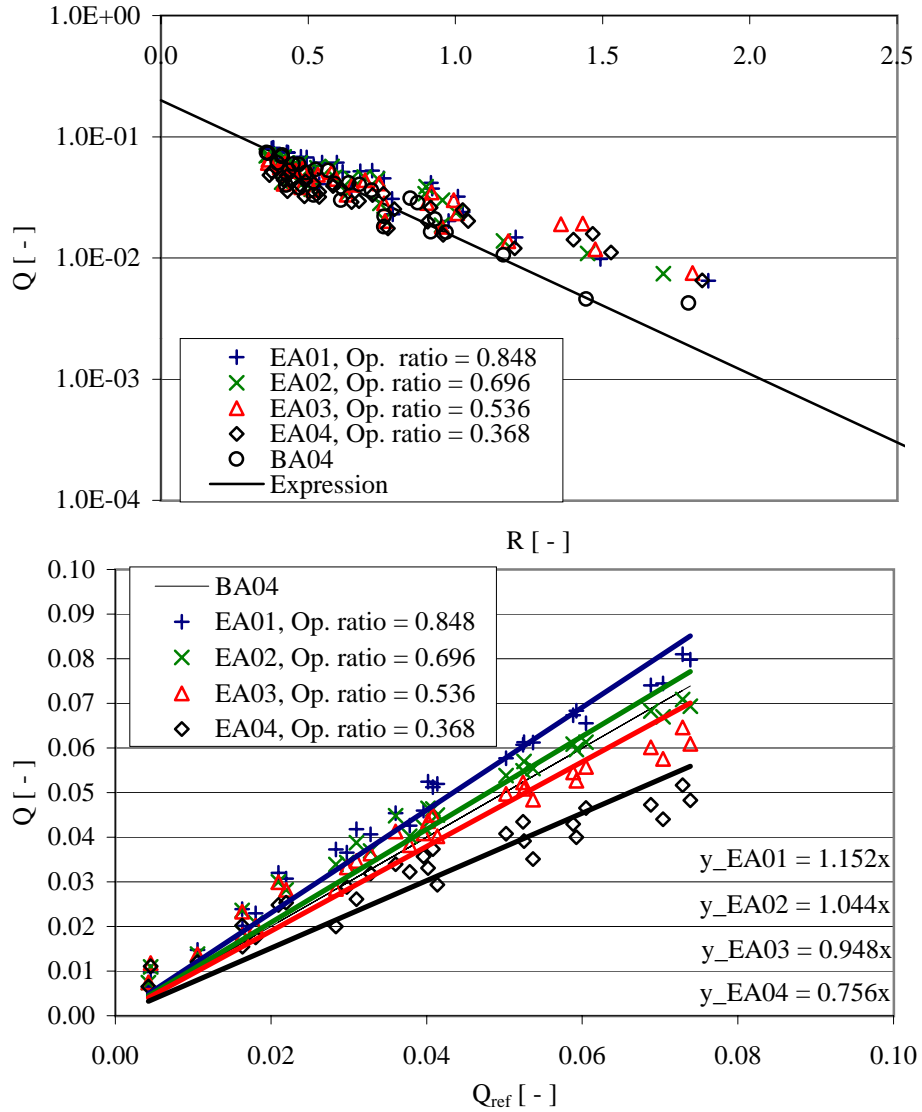 1.0E+00
0.0 0.5 1.0 1.5 2.0 2.5
1.0E-01
1.0E-02
1.0E-03
1.0E-04
Q [ - ]
EA01, Op. ratio = 0.848
EA02, Op. ratio = 0.696
EA03, Op. ratio = 0.536
EA04, Op. ratio = 0.368
BA04
Expression
R [ - ]
0.10
0.09
0.08
0.07
0.06
0.05
0.04
0.03
0.02
0.01
0.00
Q [ - ]
BA04
EA01, Op. ratio = 0.848
EA02, Op. ratio = 0.696
EA03, Op. ratio = 0.536
EA04, Op. ratio = 0.368
y_EA01 = 1.152x
y_EA02 = 1.044x
y_EA03 = 0.948x
y_EA04 = 0.756x
0.00 0.02 0.04 0.06 0.08 0.10
Qref [ - ]